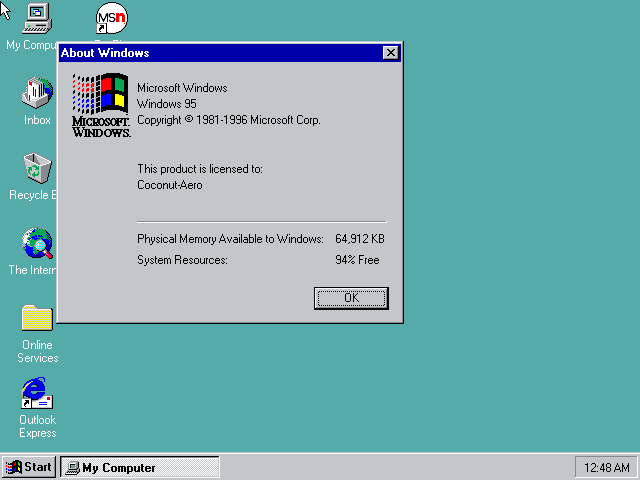 My Compu
msn
About Windows
MICROSOFT.
WINDOWS.
Microsoft Windows
Windows 95
Copyright © 1981-1996 Microsoft Corp.
This product is licensed to:
Coconut-Aero
Physical Memory Available to Windows: 64,912 KB
System Resources: 94% Free
OK
Inbox
Recycle B
The Intern
Online
Services
Outlook
Express
Start
My Computer
12:48 AM